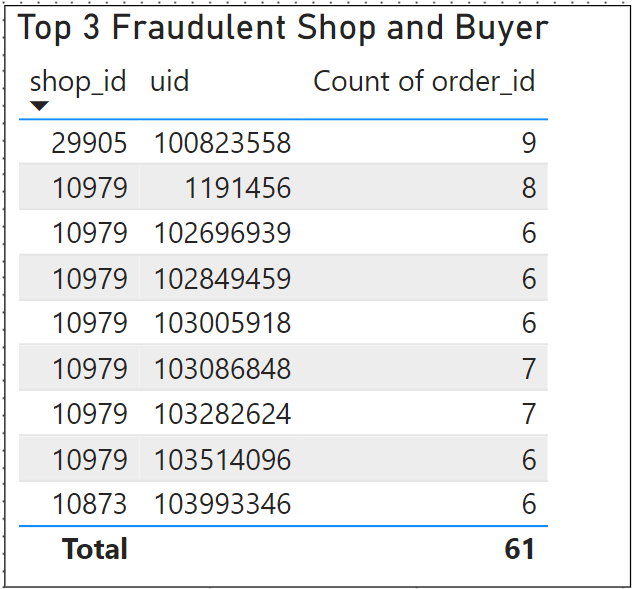 Top 3 Fraudulent Shop and Buyer
shop_id uid Count of order_id
29905 100823558 9
10979 1191456 8
10979 102696939 6
10979 102849459 6
10979 103005918 6
10979 103086848 7
10979 103282624 7
10979 103514096 6
10873 103993346 6
Total 61